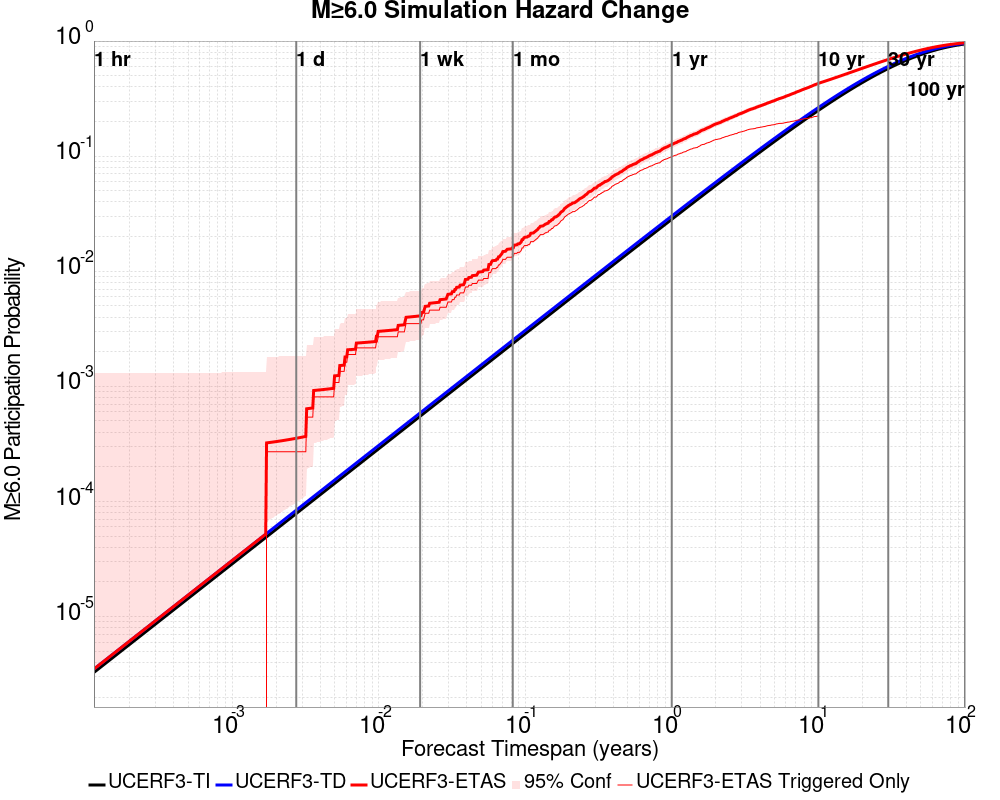 M≥6.0 Simulation Hazard Change
10^0
1 hr
1 d
1 wk
1 mo
1 yr
10 yr
30 yr
100 yr
10^-1
10^-2
10^-3
10^-4
10^-5
M≥6.0 Participation Probability
10^-3
10^-2
10^-1
10^0
10^1
10^2
Forecast Timespan (years)
UCERF3-TI
UCERF3-TD
UCERF3-ETAS
95% Conf
UCERF3-ETAS Triggered Only